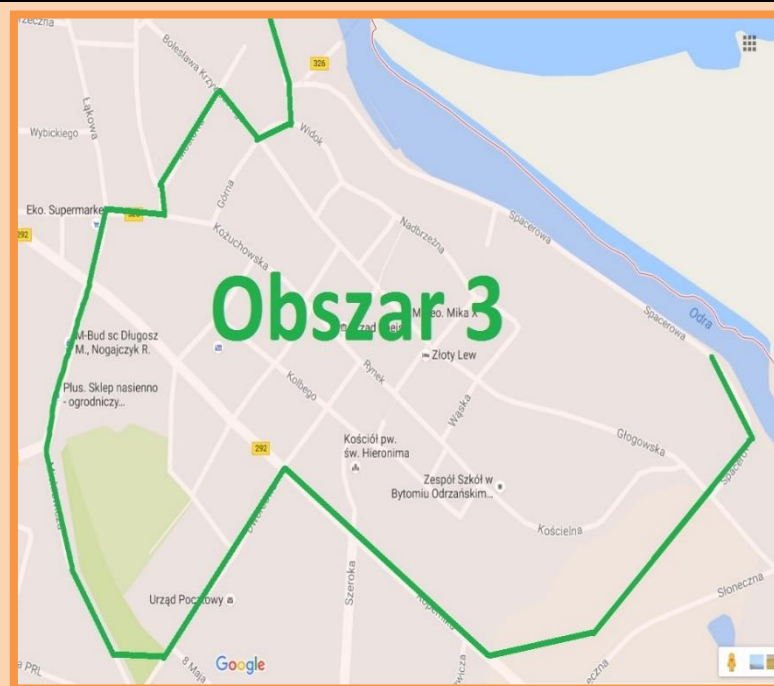 Bolesława Krzy
326
Łąkowa
Wybickiego
Widok
Górna
Eko. Supermarke
Nadbrzeżna
Spacerowa
292
Kożuchowska
Odra
Spacerowa
Obszar 3
M-Bud sc Długosz
M., Nogajczyk R.
Złoty Lew
Rynek
Kolbego
Plus. Sklep nasienno
- ogrodniczy...
Wąska
Głogowska
292
Kościół pw.
św. Hieronima
Zespół Szkół w
Bytomiu Odrzańskim...
Kościelna
Słoneczna
Szeroka
Urząd Pocztowy
8 Maja
Google
PRL